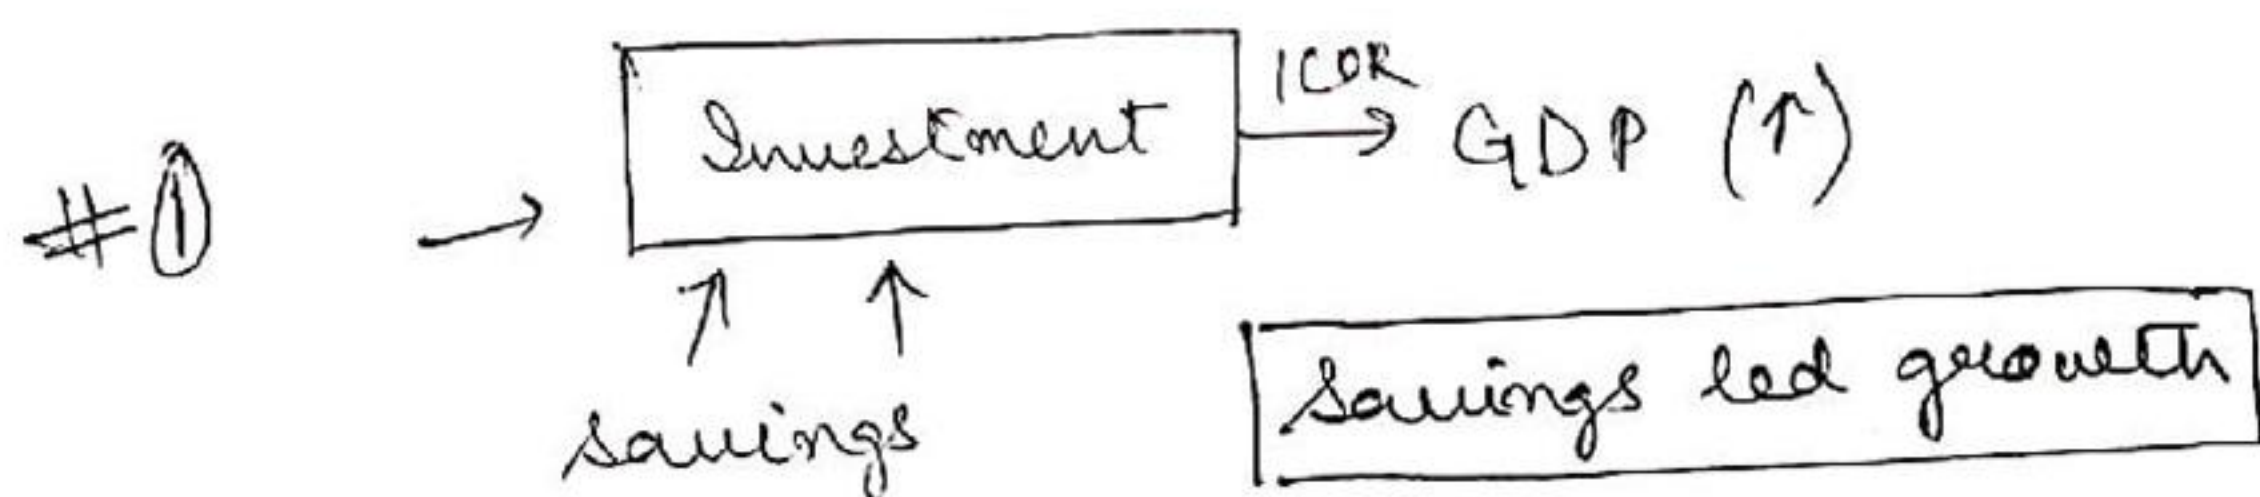 ICOR
#① → Investment → GDP (↑)
↑ ↑
savings
Savings led growth